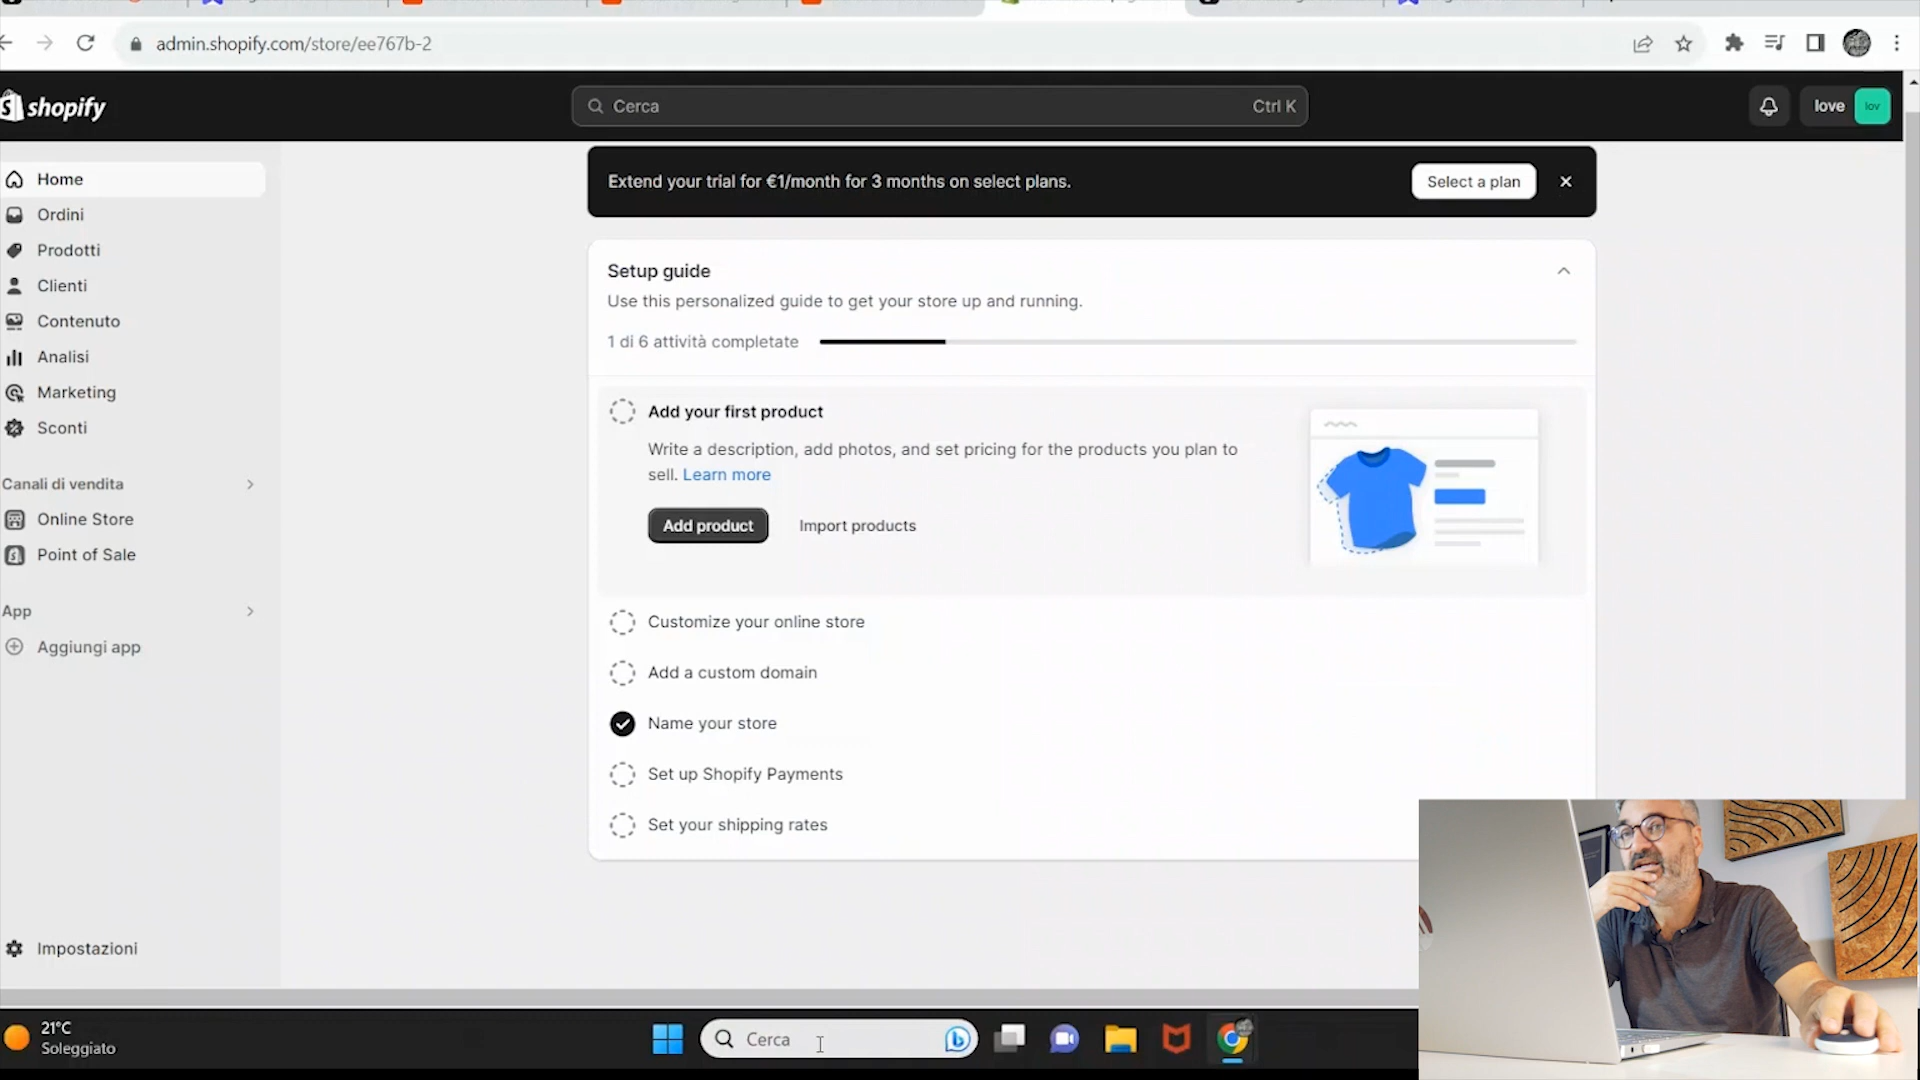 admin.shopify.com/store/ee767b-2
shopify
Cerca
Ctrl K
love
lov
Home
Ordini
Prodotti
Clienti
Contenuto
Analisi
Marketing
Sconti
Canali di vendita
Online Store
Point of Sale
App
Aggiungi app
Impostazioni
Extend your trial for €1/month for 3 months on select plans.
Select a plan
Setup guide
Use this personalized guide to get your store up and running.
1 di 6 attività completate
Add your first product
Write a description, add photos, and set pricing for the products you plan to
sell. Learn more
Add product
Import products
Customize your online store
Add a custom domain
Name your store
Set up Shopify Payments
Set your shipping rates
21°C
Soleggiato
Cerca